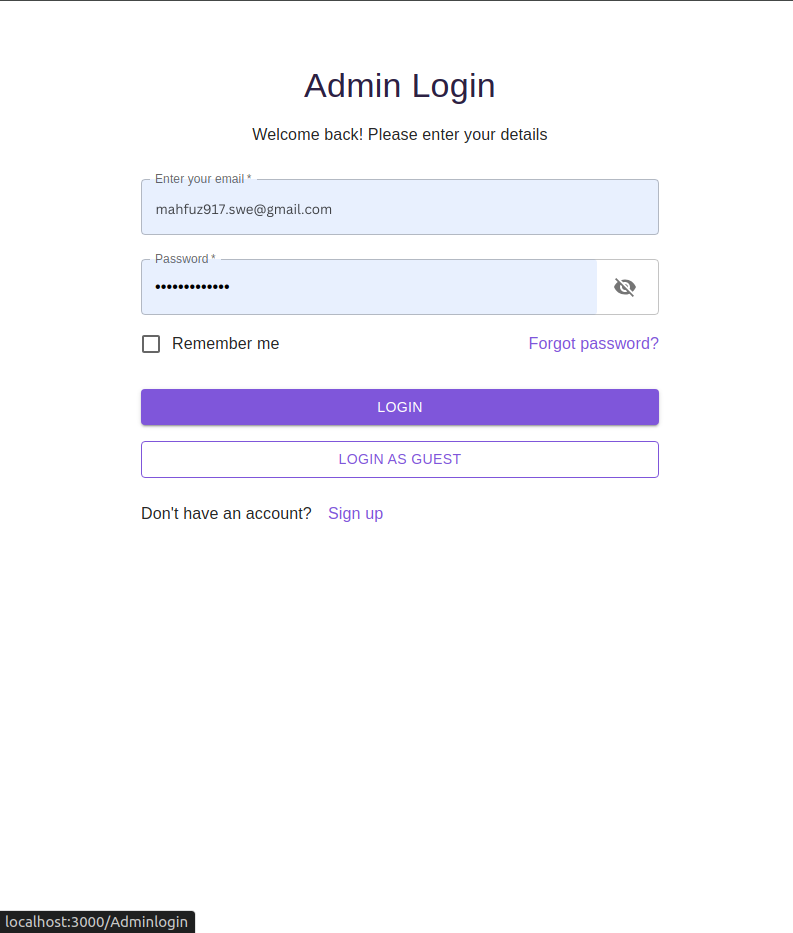 Admin Login
Welcome back! Please enter your details
Enter your email *
mahfuz917.swe@gmail.com
Password *
•••••••••••••
Remember me
Forgot password?
LOGIN
LOGIN AS GUEST
Don't have an account? Sign up
localhost:3000/Adminlogin